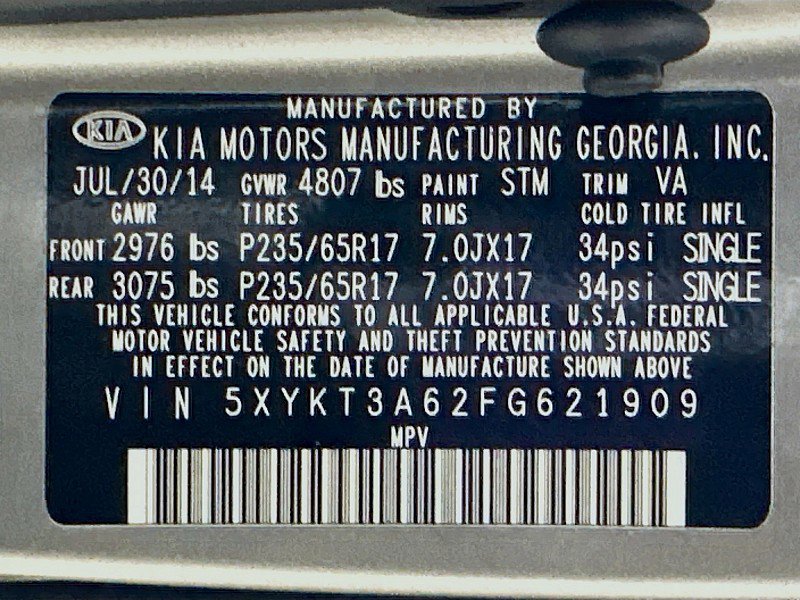 MANUFACTURED BY
KIA KIA MOTORS MANUFACTURING GEORGIA. INC.
JUL/30/14 GVWR 4807 lbs PAINT STM TRIM VA
GAWR TIRES RIMS COLD TIRE INFL
FRONT 2976 lbs P235/65R17 7.0JX17 34psi SINGLE
REAR 3075 lbs P235/65R17 7.0JX17 34psi SINGLE
THIS VEHICLE CONFORMS TO ALL APPLICABLE U.S.A. FEDERAL
MOTOR VEHICLE SAFETY AND THEFT PREVENTION STANDARDS
IN EFFECT ON THE DATE OF MANUFACTURE SHOWN ABOVE
VIN 5XYKT3A62FG621909
MPV